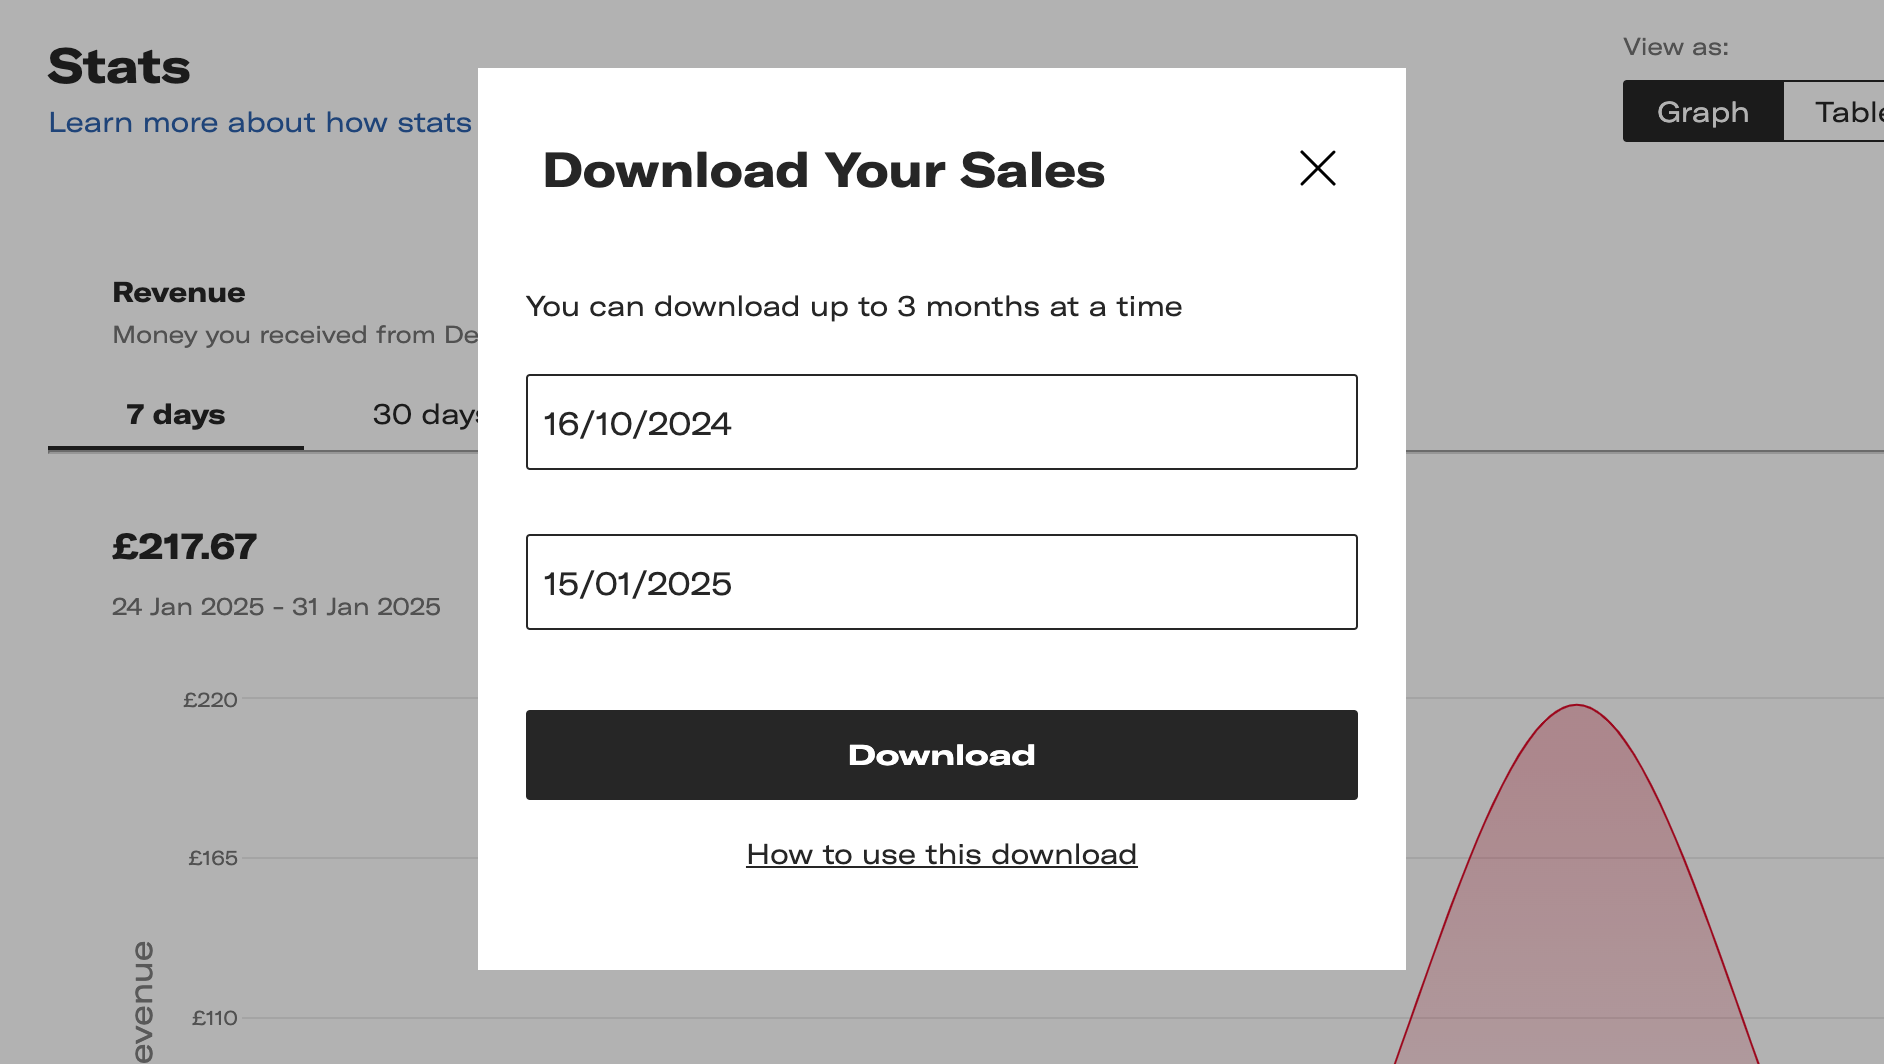 Stats
Learn more about how stats
View as:
Graph
Table
Download Your Sales
You can download up to 3 months at a time
16/10/2024
15/01/2025
Download
How to use this download
Revenue
Money you received from De
7 days
30 days
£217.67
24 Jan 2025 - 31 Jan 2025
£220
£165
£110
evenue